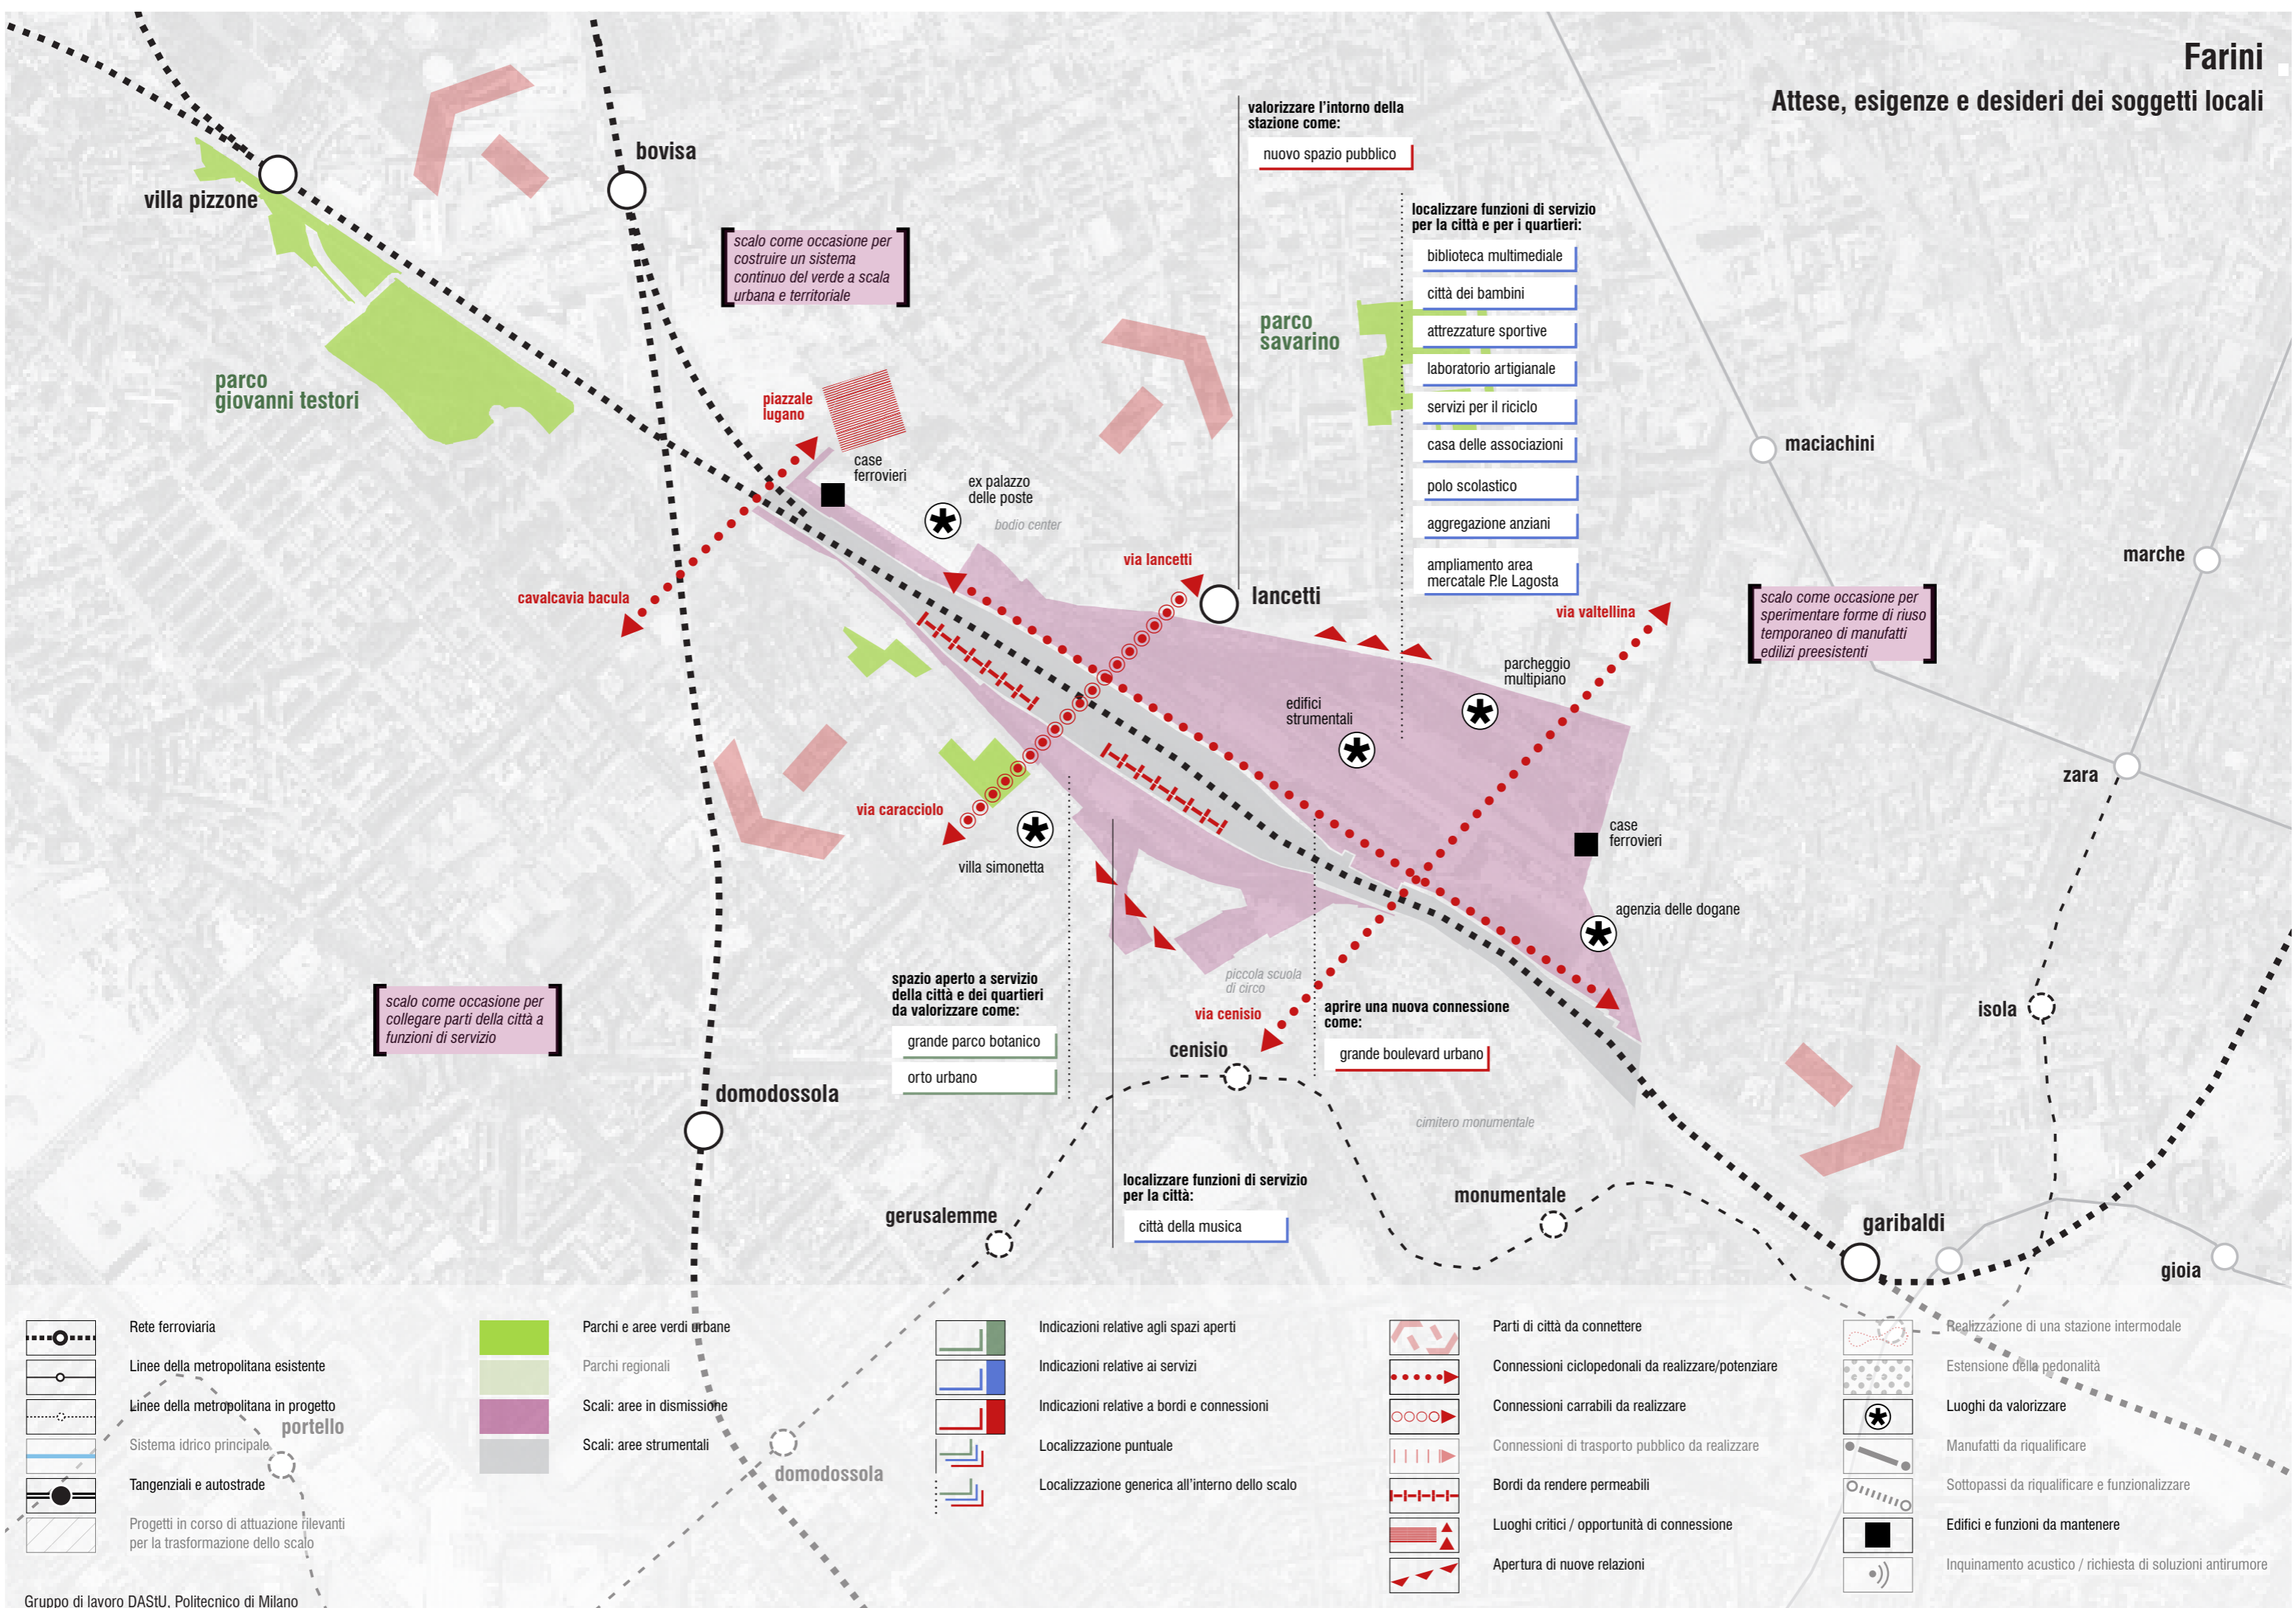 Farini
Attese, esigenze e desideri dei soggetti locali
valorizzare l'intorno della
stazione come:
nuovo spazio pubblico
bovisa
villa pizzone
scalo come occasione per
costruire un sistema
continuo del verde a scala
urbana e territoriale
localizzare funzioni di servizio
per la città e per i quartieri:
biblioteca multimediale
città dei bambini
attrezzature sportive
laboratorio artigianale
servizi per il riciclo
casa delle associazioni
polo scolastico
aggregazione anziani
ampliamento area
mercatale P.le Lagosta
parco
savarino
parco
giovanni testori
piazzale
lugano
case
ferrovieri
ex palazzo
delle poste
bodio center
maciachini
marche
via lancetti
lancetti
cavalcavia bacula
via valtellina
scalo come occasione per
sperimentare forme di riuso
temporaneo di manufatti
edilizi preesistenti
parcheggio
multipiano
edifici
strumentali
zara
via caracciolo
villa simonetta
case
ferrovieri
agenzia delle dogane
spazio aperto a servizio
della città e dei quartieri
da valorizzare come:
grande parco botanico
orto urbano
piccola scuola
di circo
via cenisio
aprire una nuova connessione
come:
grande boulevard urbano
isola
scalo come occasione per
collegare parti della città a
funzioni di servizio
cenisio
domodossola
cimitero monumentale
localizzare funzioni di servizio
per la città:
città della musica
monumentale
gerusalemme
garibaldi
gioia
portello
domodossola
Rete ferroviaria
Linee della metropolitana esistente
Linee della metropolitana in progetto
Sistema idrico principale
Tangenziali e autostrade
Progetti in corso di attuazione rilevanti
per la trasformazione dello scalo
Parchi e aree verdi urbane
Parchi regionali
Scali: aree in dismissione
Scali: aree strumentali
Indicazioni relative agli spazi aperti
Indicazioni relative ai servizi
Indicazioni relative a bordi e connessioni
Localizzazione puntuale
Localizzazione generica all'interno dello scalo
Parti di città da connettere
Connessioni ciclopedonali da realizzare/potenziare
Connessioni carrabili da realizzare
Connessioni di trasporto pubblico da realizzare
Bordi da rendere permeabili
Luoghi critici / opportunità di connessione
Apertura di nuove relazioni
Realizzazione di una stazione intermodale
Estensione della pedonalità
Luoghi da valorizzare
Manufatti da riqualificare
Sottopassi da riqualificare e funzionalizzare
Edifici e funzioni da mantenere
Inquinamento acustico / richiesta di soluzioni antirumore
Gruppo di lavoro DAStU, Politecnico di Milano